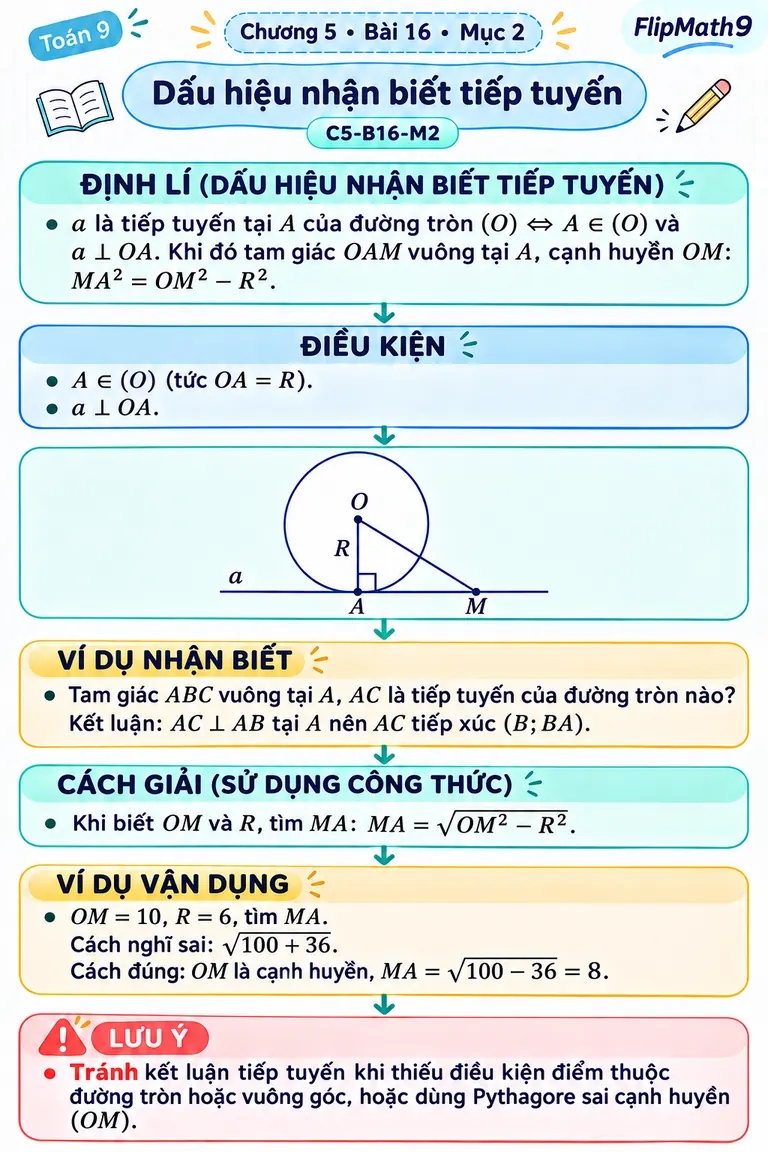 Toán 9
Chương 5 • Bài 16 • Mục 2
FlipMath9
Dấu hiệu nhận biết tiếp tuyến
C5-B16-M2
ĐỊNH LÍ (DẤU HIỆU NHẬN BIẾT TIẾP TUYẾN)
• a là tiếp tuyến tại A của đường tròn (O) ⇔ A ∈ (O) và
a ⊥ OA. Khi đó tam giác OAM vuông tại A, cạnh huyền OM:
MA² = OM² − R².
ĐIỀU KIỆN
• A ∈ (O) (tức OA = R).
• a ⊥ OA.
O
R
a
A
M
VÍ DỤ NHẬN BIẾT
• Tam giác ABC vuông tại A, AC là tiếp tuyến của đường tròn nào?
Kết luận: AC ⊥ AB tại A nên AC tiếp xúc (B; BA).
CÁCH GIẢI (SỬ DỤNG CÔNG THỨC)
• Khi biết OM và R, tìm MA: MA = √(OM² − R²).
VÍ DỤ VẬN DỤNG
• OM = 10, R = 6, tìm MA.
Cách nghĩ sai: √(100 + 36).
Cách đúng: OM là cạnh huyền, MA = √(100 − 36) = 8.
LƯU Ý
• Tránh kết luận tiếp tuyến khi thiếu điều kiện điểm thuộc
đường tròn hoặc vuông góc, hoặc dùng Pythagore sai cạnh huyền
(OM).